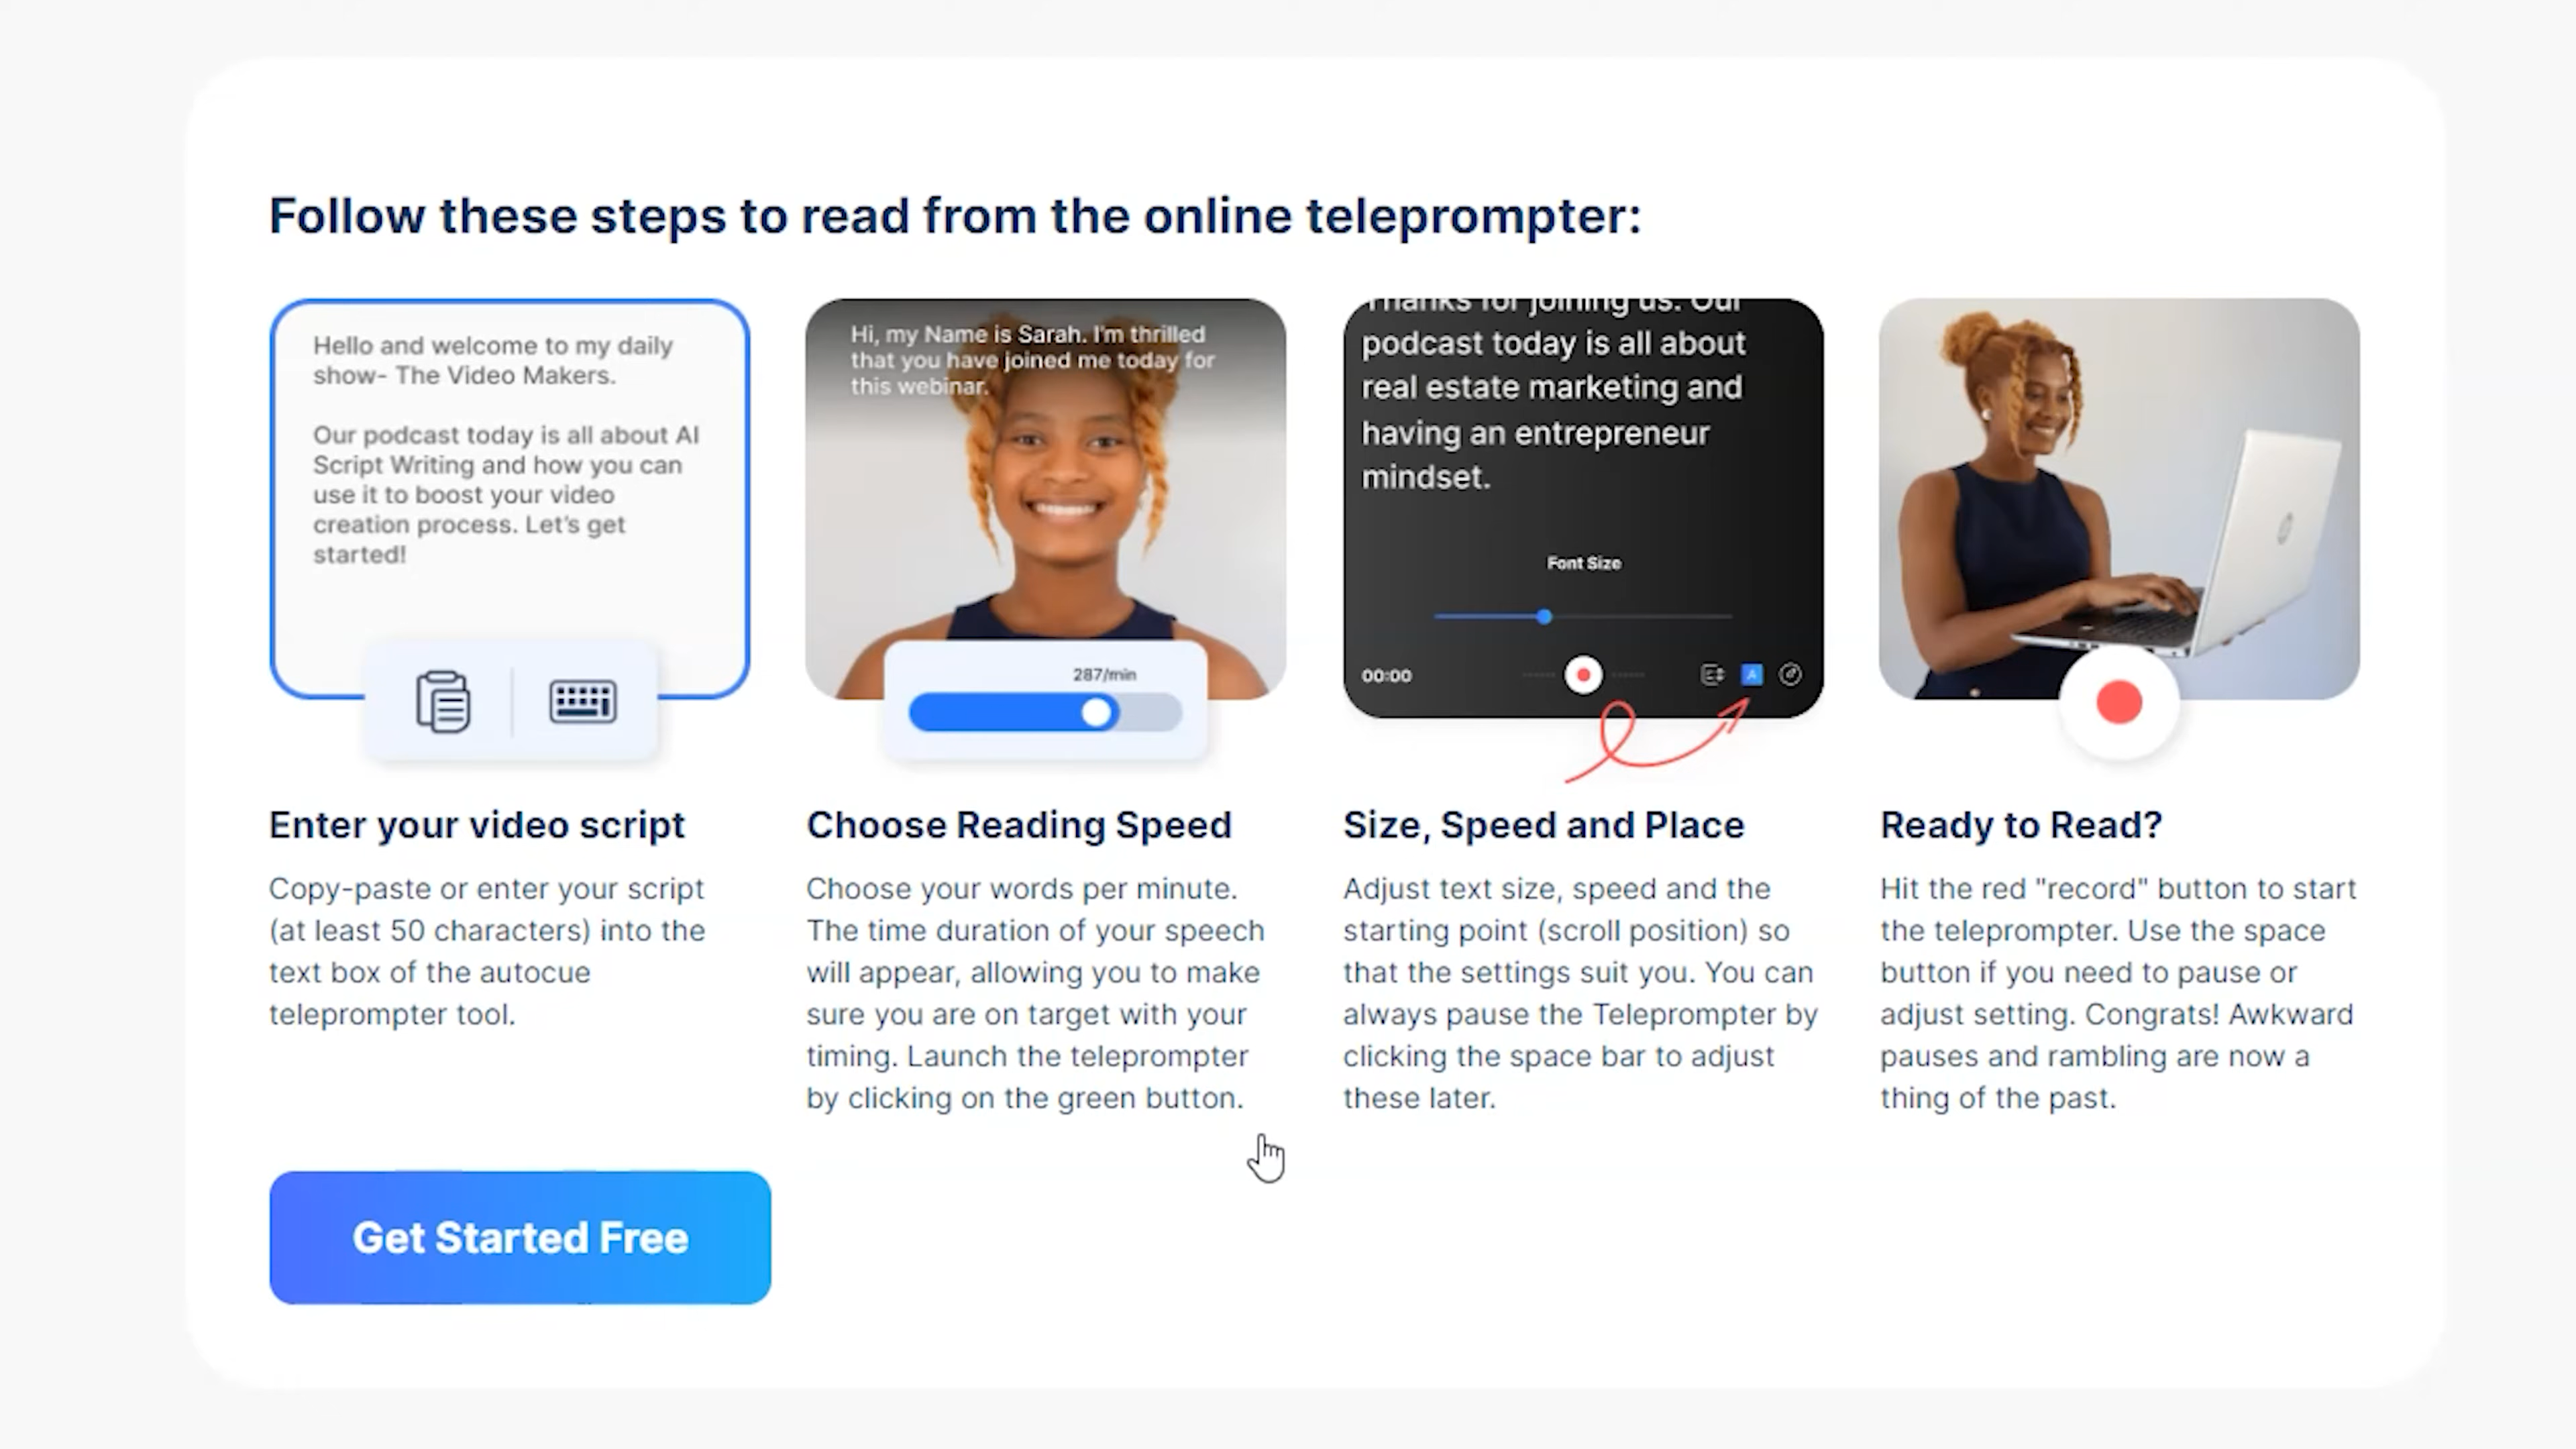 Follow these steps to read from the online teleprompter:
Hello and welcome to my daily
show- The Video Makers.
Our podcast today is all about AI
Script Writing and how you can
use it to boost your video
creation process. Let's get
started!
Enter your video script
Copy-paste or enter your script
(at least 50 characters) into the
text box of the autocue
teleprompter tool.
Hi, my Name is Sarah. I'm thrilled
that you have joined me today for
this webinar.
287/min
Choose Reading Speed
Choose your words per minute.
The time duration of your speech
will appear, allowing you to make
sure you are on target with your
timing. Launch the teleprompter
by clicking on the green button.
Thanks for joining us. Our
podcast today is all about
real estate marketing and
having an entrepreneur
mindset.
Font Size
00:00
A
Size, Speed and Place
Adjust text size, speed and the
starting point (scroll position) so
that the settings suit you. You can
always pause the Teleprompter by
clicking the space bar to adjust
these later.
hp
Ready to Read?
Hit the red "record" button to start
the teleprompter. Use the space
button if you need to pause or
adjust setting. Congrats! Awkward
pauses and rambling are now a
thing of the past.
Get Started Free